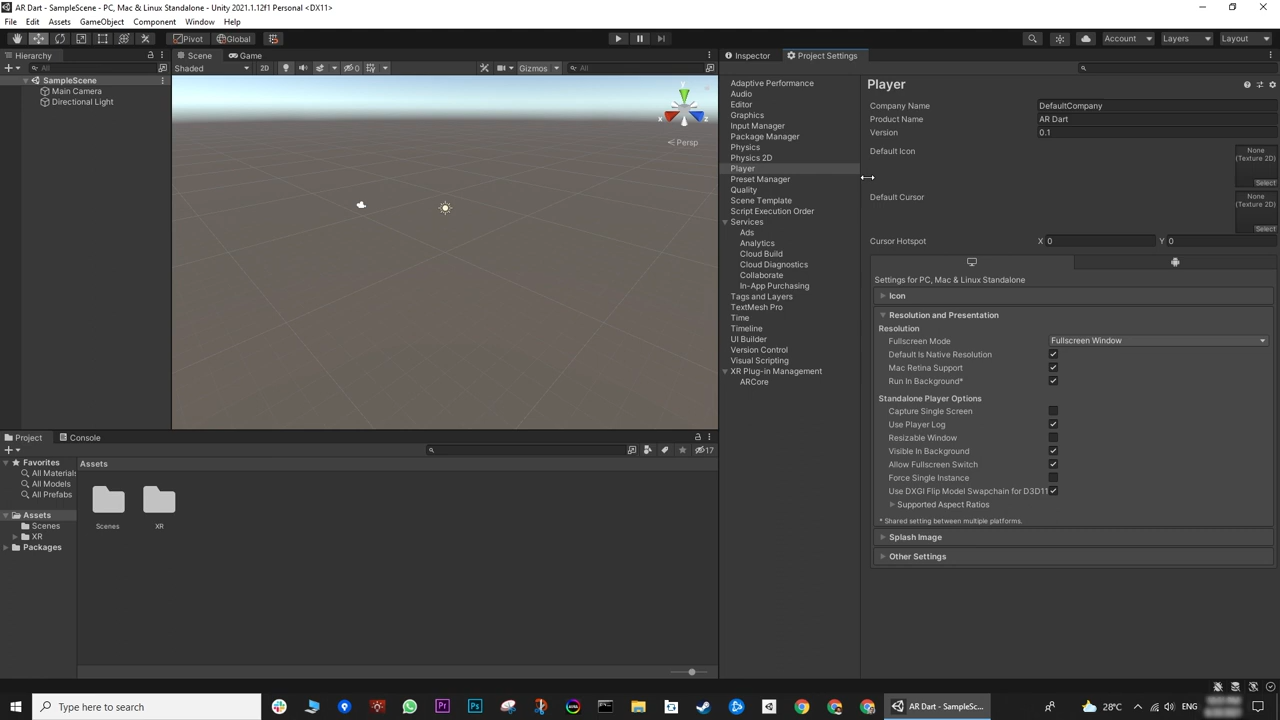 AR Dart - SampleScene - PC, Mac & Linux Standalone - Unity 2021.1.12f1 Personal <DX11>
File Edit Assets GameObject Component Window Help
Pivot Global Account Layers Layout
Hierarchy
All
SampleScene
Main Camera
Directional Light
Scene Game
Shaded 2D 0 Gizmos All
y
x z
Persp
Project Console
17
Favorites
All Materials
All Models
All Prefabs
Assets
Scenes
XR
Packages
Assets
Scenes XR
Inspector Project Settings
Adaptive Performance
Audio
Editor
Graphics
Input Manager
Package Manager
Physics
Physics 2D
Player
Preset Manager
Quality
Scene Template
Script Execution Order
Services
Ads
Analytics
Cloud Build
Cloud Diagnostics
Collaborate
In-App Purchasing
Tags and Layers
TextMesh Pro
Time
Timeline
UI Builder
Version Control
Visual Scripting
XR Plug-in Management
ARCore
Player
Company Name DefaultCompany
Product Name AR Dart
Version 0.1
Default Icon None
(Texture 2D)
Select
Default Cursor None
(Texture 2D)
Select
Cursor Hotspot X 0 Y 0
Settings for PC, Mac & Linux Standalone
Icon
Resolution and Presentation
Resolution
Fullscreen Mode Fullscreen Window
Default Is Native Resolution
Mac Retina Support
Run In Background*
Standalone Player Options
Capture Single Screen
Use Player Log
Resizable Window
Visible In Background
Allow Fullscreen Switch
Force Single Instance
Use DXGI Flip Model Swapchain for D3D11
Supported Aspect Ratios
* Shared setting between multiple platforms.
Splash Image
Other Settings
Type here to search
Pr Ps
AR Dart - SampleSc...
28°C
ENG